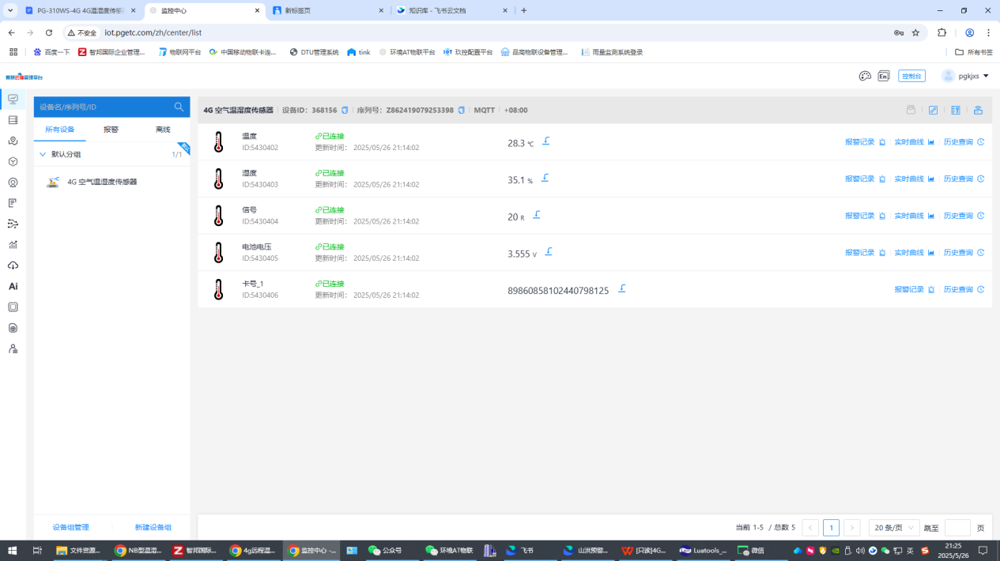 PG-310WS-4G 4G温湿度传感
监控中心
新标签页
知识库 - 飞书云文档
不安全
iot.pgetc.com/zh/center/list
百度一下
智邦国际企业管理...
物联网平台
中国移动物联卡连...
DTU管理系统
tink
环境AT物联平台
玖控配置平台
品高物联设备管理...
雨量监测系统登录
所有书签
智慧云端管理平台
En
控制台
pgkjxs
设备名/序列号/ID
所有设备
报警
离线
默认分组
1/1
4G 空气温湿度传感器
4G 空气温湿度传感器
设备ID: 368156
序列号: Z862419079253398
MQTT
+08:00
温度
已连接
ID:5430402
更新时间: 2025/05/26 21:14:02
28.3 ℃
报警记录
实时曲线
历史查询
湿度
已连接
ID:5430403
更新时间: 2025/05/26 21:14:02
35.1 %
报警记录
实时曲线
历史查询
信号
已连接
ID:5430404
更新时间: 2025/05/26 21:14:02
20 R
报警记录
实时曲线
历史查询
电池电压
已连接
ID:5430405
更新时间: 2025/05/26 21:14:02
3.555 V
报警记录
实时曲线
历史查询
卡号_1
已连接
ID:5430406
更新时间: 2025/05/26 21:14:02
89860858102440798125
报警记录
历史查询
Ai
设备组管理
新建设备组
当前 1-5 / 总数 5
1
20 条/页
跳至
页
文件资源...
NB型温湿...
智邦国际...
4g远程温...
监控中心 -...
公众号
环境AT物联
飞书
山洪预警...
[只读]4G...
Luatools_...
微信
英
21:25
2025/5/26